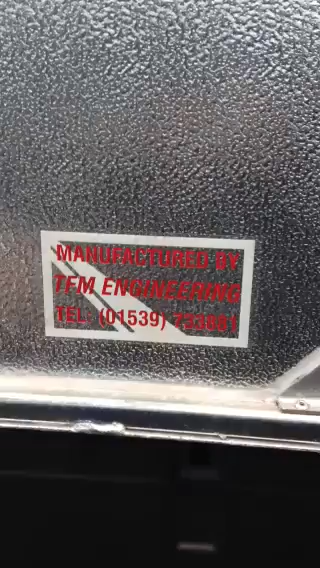 MANUFACTURED BY
TFM ENGINEERING
TEL: (01539) 733881